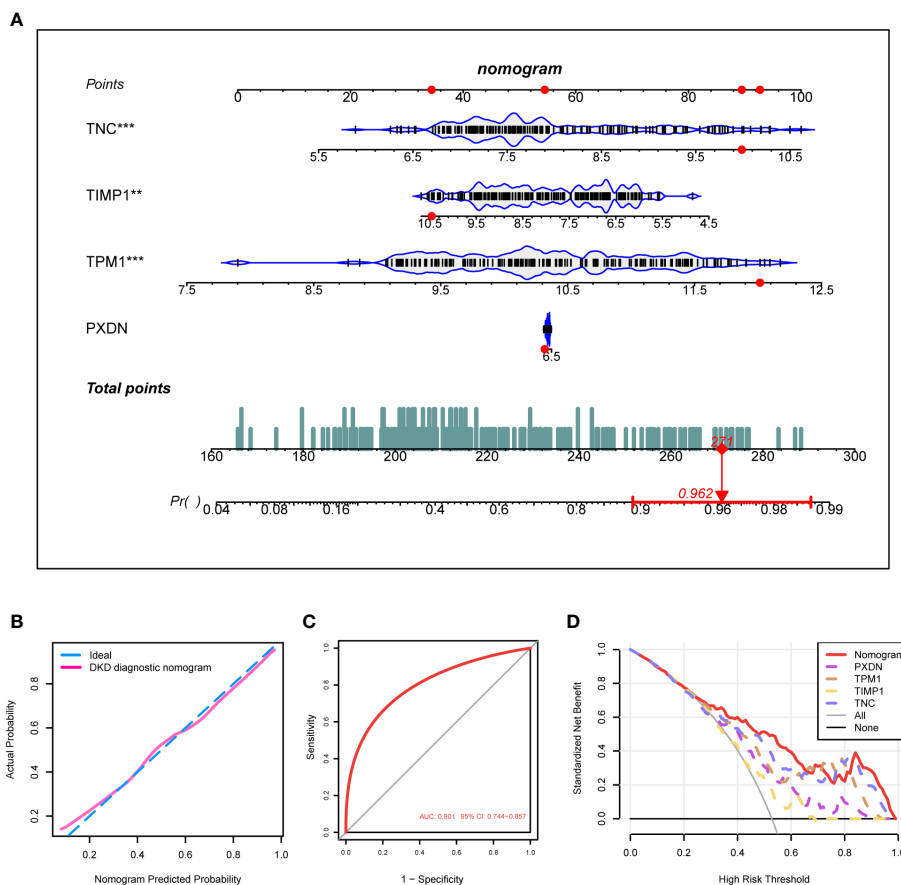 A
nomogram
Points
0 20 40 60 80 100
TNC***
5.5 6.5 7.5 8.5 9.5 10.5
TIMP1**
10.5 9.5 8.5 7.5 6.5 5.5 4.5
TPM1***
7.5 8.5 9.5 10.5 11.5 12.5
PXDN
6.5
Total points
271
160 180 200 220 240 260 280 300
0.962
Pr( )
0.04 0.08 0.16 0.4 0.6 0.8 0.9 0.96 0.98 0.99
B
Ideal
DKD diagnostic nomogram
Actual Probability
0.8
0.6
0.4
0.2
0.2 0.4 0.6 0.8 1.0
Nomogram Predicted Probability
C
Sensitivity
1.0
0.8
0.6
0.4
0.2
0.0
AUC: 0.801 95% CI: 0.744−0.857
0.0 0.2 0.4 0.6 0.8 1.0
1 − Specificity
D
Standardized Net Benefit
1.0
0.8
0.6
0.4
0.2
0.0
Nomogram
PXDN
TPM1
TIMP1
TNC
All
None
0.0 0.2 0.4 0.6 0.8 1.0
High Risk Threshold